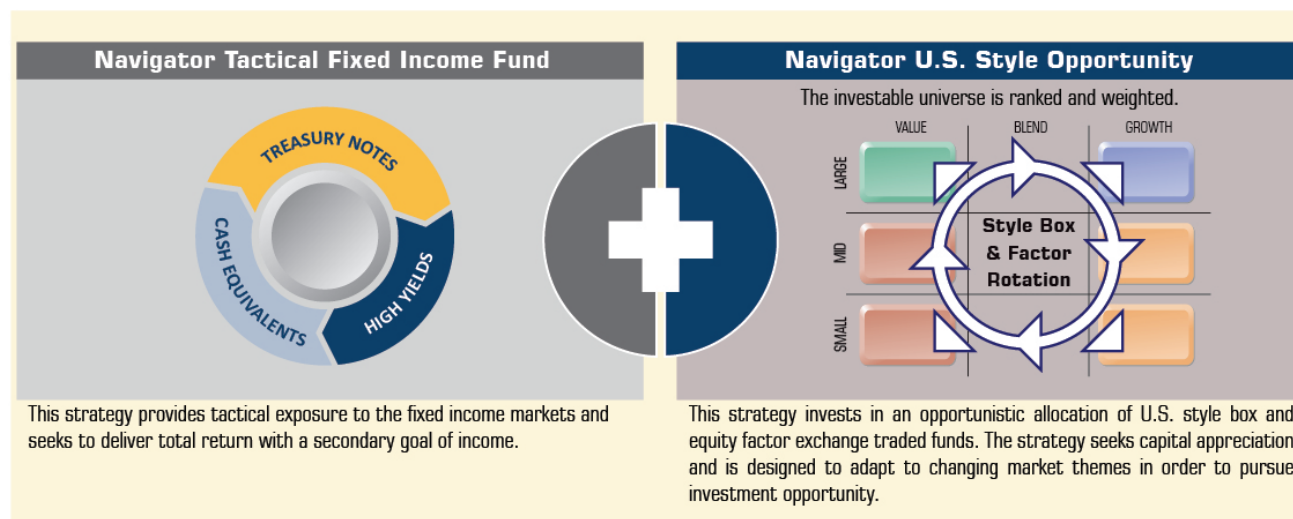 Navigator Tactical Fixed Income Fund
TREASURY NOTES
CASH EQUIVALENTS
HIGH YIELDS
This strategy provides tactical exposure to the fixed income markets and
seeks to deliver total return with a secondary goal of income.
Navigator U.S. Style Opportunity
The investable universe is ranked and weighted.
VALUE BLEND GROWTH
LARGE
MID
SMALL
Style Box
& Factor
Rotation
This strategy invests in an opportunistic allocation of U.S. style box and
equity factor exchange traded funds. The strategy seeks capital appreciation
and is designed to adapt to changing market themes in order to pursue
investment opportunity.